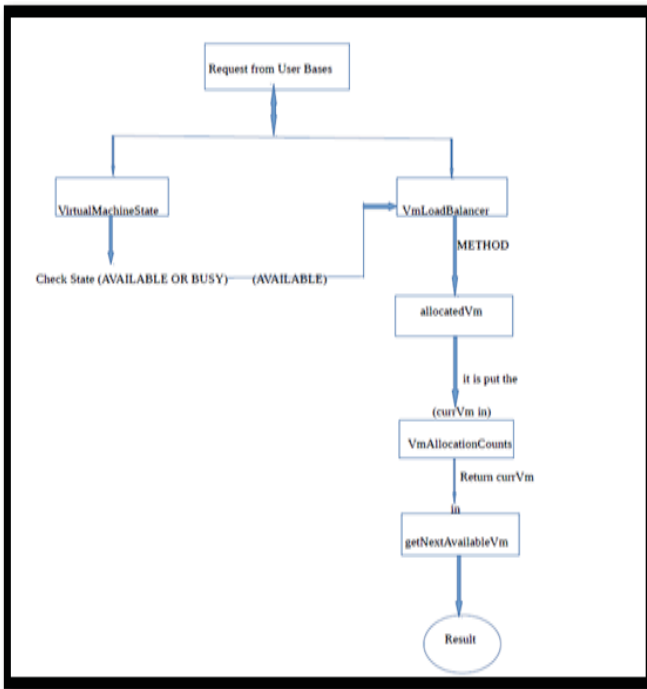 Request from User Bases
VirtualMachineState
VmLoadBalancer
METHOD
Check State (AVAILABLE OR BUSY)
(AVAILABLE)
allocatedVm
it is put the
(currVm in)
VmAllocationCounts
Return currVm
in
getNextAvailableVm
Result